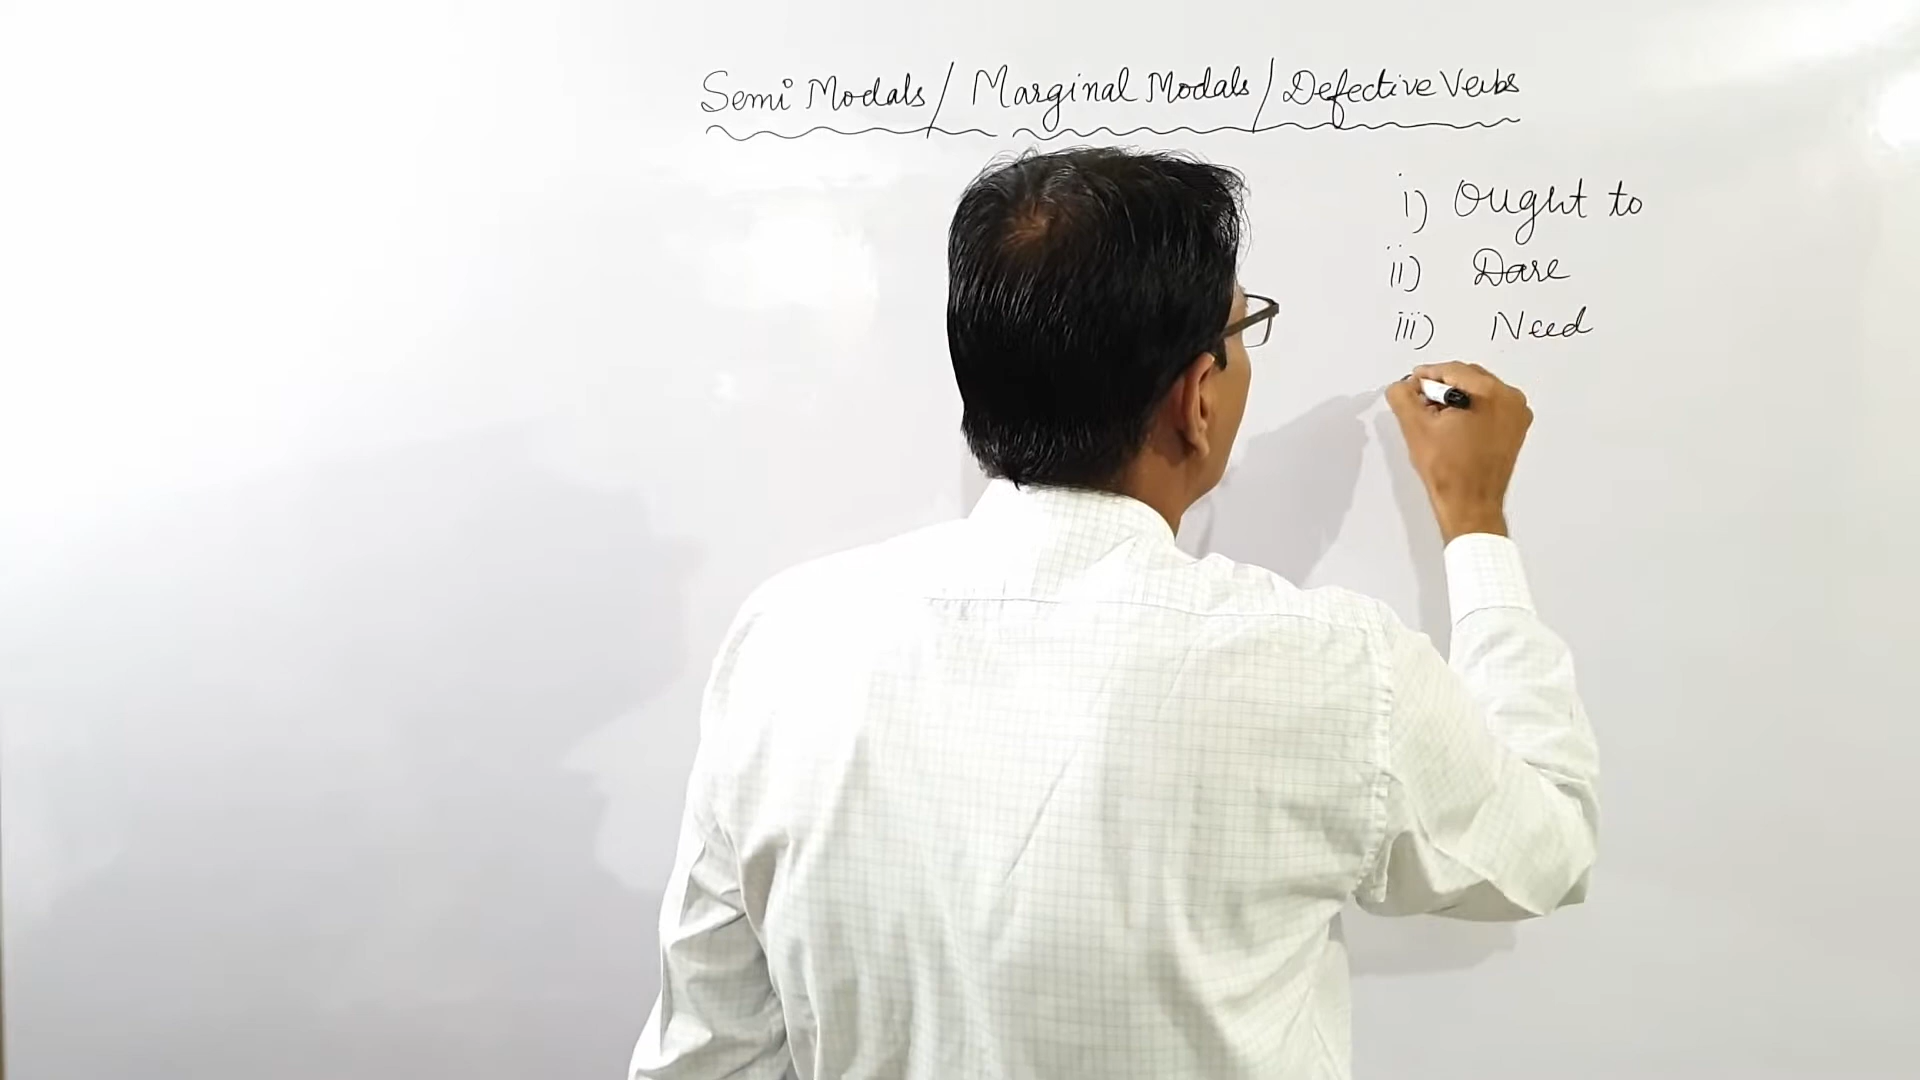 Semi Modals / Marginal Modals / Defective Verbs
i) Ought to
ii) Dare
iii) Need